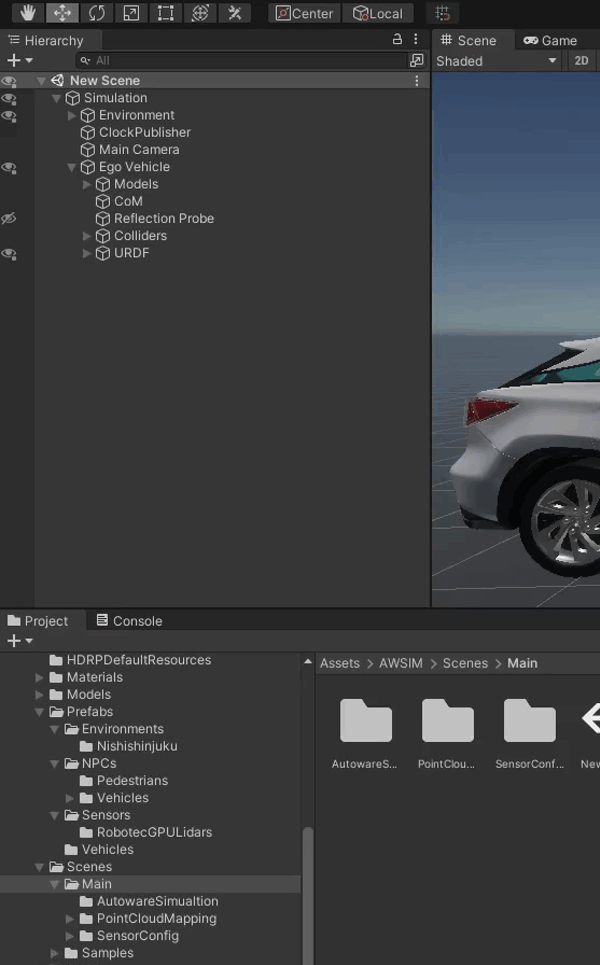 Center Local
Hierarchy
Scene Game
All
Shaded 2D
New Scene
Simulation
Environment
ClockPublisher
Main Camera
Ego Vehicle
Models
CoM
Reflection Probe
Colliders
URDF
Project Console
Assets > AWSIM > Scenes > Main
HDRPDefaultResources
Materials
Models
Prefabs
Environments
Nishishinjuku
NPCs
Pedestrians
Vehicles
Sensors
RobotecGPULidars
Vehicles
Scenes
Main
AutowareSimualtion
PointCloudMapping
SensorConfig
Samples
AutowareS... PointClou... SensorConf... New